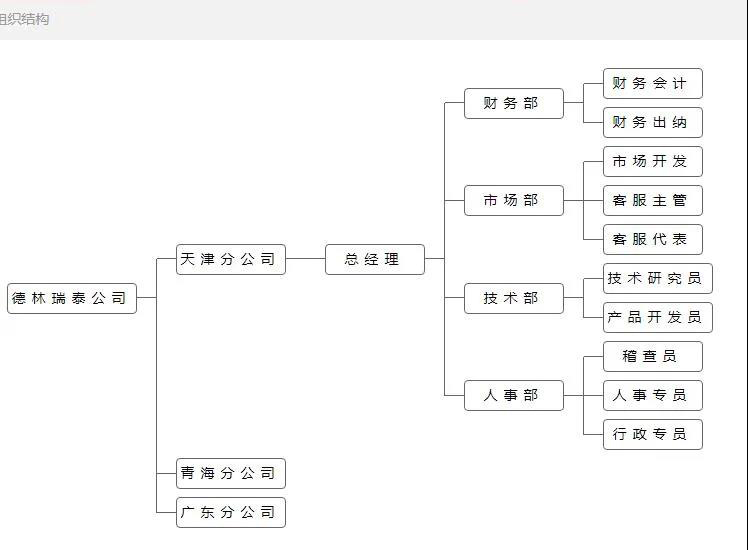 组织结构
财务会计
财务部
财务出纳
市场开发
市场部
客服主管
客服代表
天津分公司
总经理
技术研究员
德林瑞泰公司
技术部
产品开发员
稽查员
人事部
人事专员
行政专员
青海分公司
广东分公司